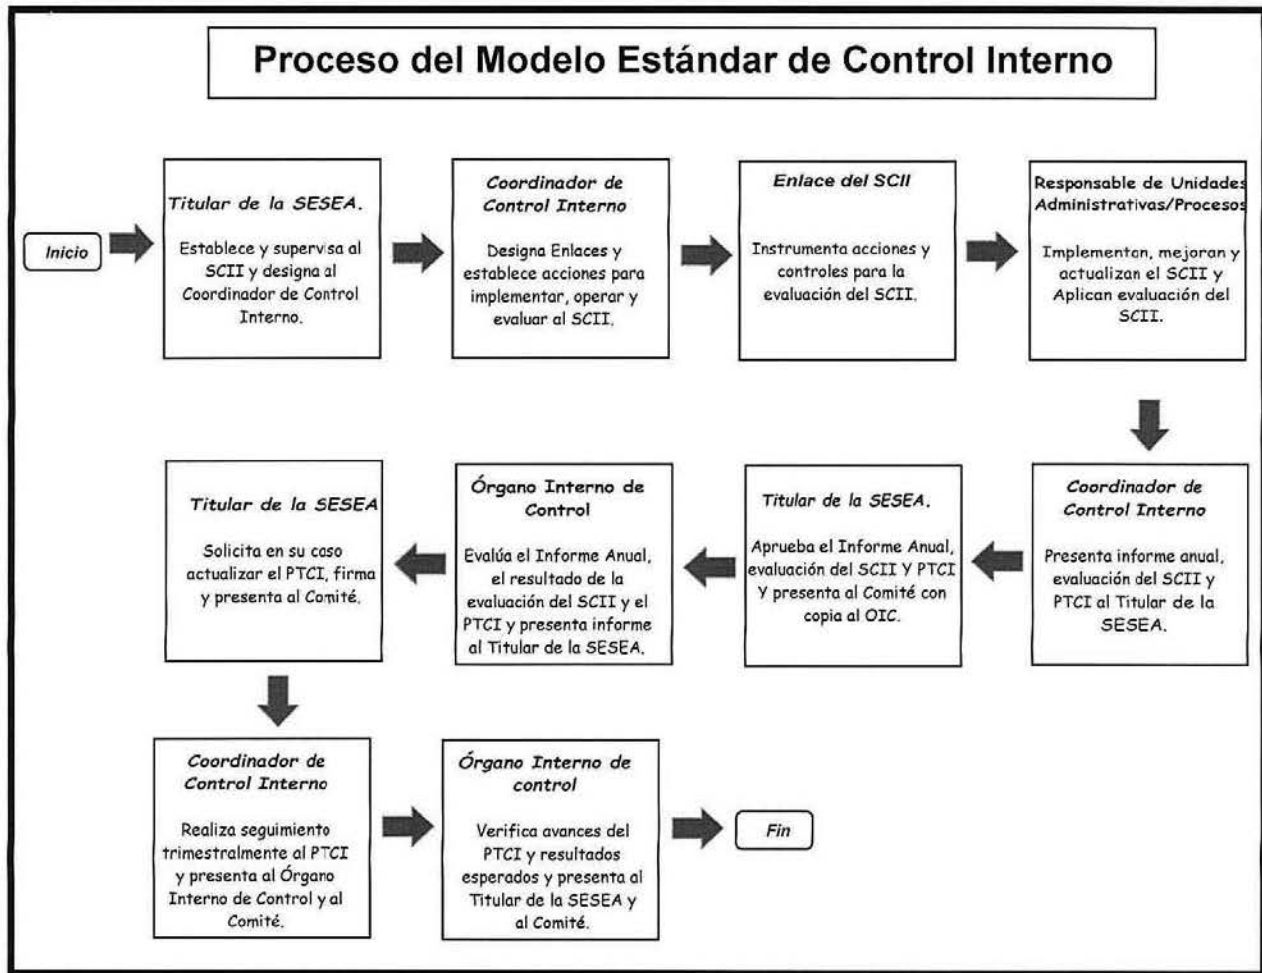 Proceso del Modelo Estándar de Control Interno
Inicio
Titular de la SESEA.
Establece y supervisa al
SCII y designa al
Coordinador de Control
Interno.
Coordinador de
Control Interno
Designa Enlaces y
establece acciones para
implementar, operar y
evaluar al SCII.
Enlace del SCII
Instrumenta acciones y
controles para la
evaluación del SCII.
Responsable de Unidades
Administrativas/Procesos
Implementan, mejoran y
actualizan el SCII y
Aplican evaluación del
SCII.
Coordinador de
Control Interno
Presenta informe anual,
evaluación del SCII y
PTCI al Titular de la
SESEA.
Titular de la SESEA.
Aprueba el Informe Anual,
evaluación del SCII Y PTCI
Y presenta al Comité con
copia al OIC.
Órgano Interno de
Control
Evalúa el Informe Anual,
el resultado de la
evaluación del SCII y el
PTCI y presenta informe
al Titular de la SESEA.
Titular de la SESEA
Solicita en su caso
actualizar el PTCI, firma
y presenta al Comité.
Coordinador de
Control Interno
Realiza seguimiento
trimestralmente al PTCI
y presenta al Órgano
Interno de Control y al
Comité.
Órgano Interno de
control
Verifica avances del
PTCI y resultados
esperados y presenta al
Titular de la SESEA y
al Comité.
Fin